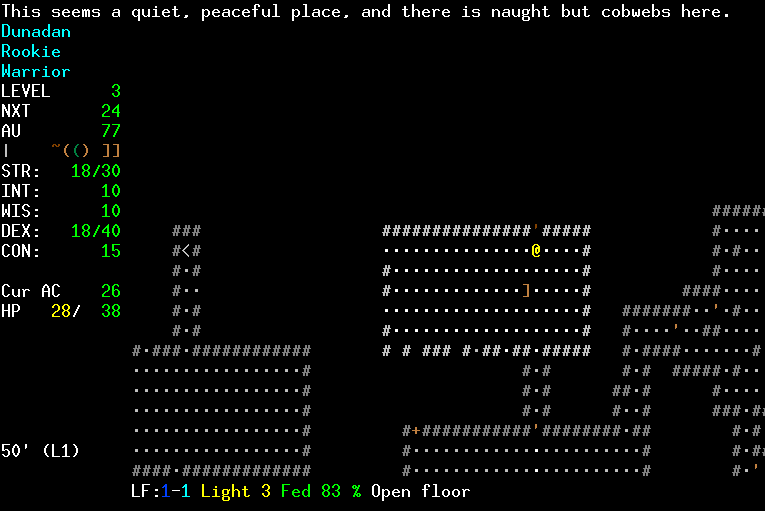 This seems a quiet, peaceful place, and there is naught but cobwebs here.
Dunadan
Rookie
Warrior
LEVEL 3
NXT 24
AU 77
| ~(() ]]
STR: 18/30
INT: 10
WIS: 10
DEX: 18/40
CON: 15
Cur AC 26
HP 28/ 38
50' (L1)
LF:1-1 Light 3 Fed 83 % Open floor